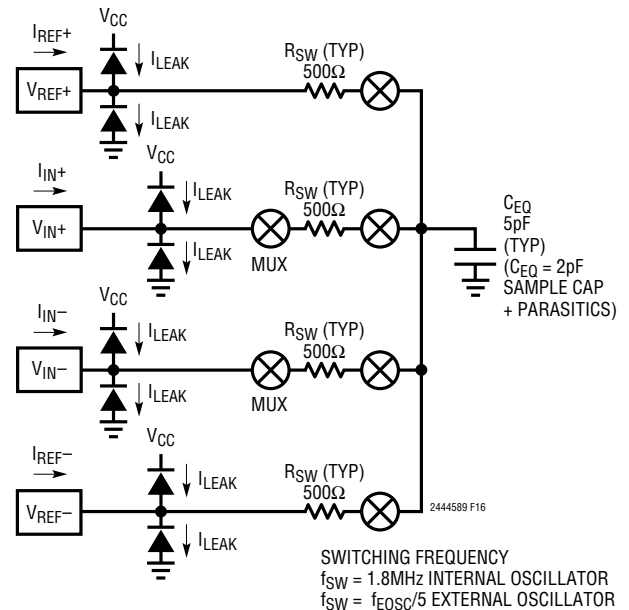 VCC
IREF+
ILEAK
VREF+
ILEAK
RSW (TYP)
500Ω
VCC
IIN+
ILEAK
VIN+
ILEAK
MUX
RSW (TYP)
500Ω
CEQ
5pF
(TYP)
(CEQ = 2pF
SAMPLE CAP
+ PARASITICS)
VCC
IIN−
ILEAK
VIN−
ILEAK
MUX
RSW (TYP)
500Ω
VCC
IREF−
ILEAK
VREF−
ILEAK
RSW (TYP)
500Ω
2444589 F16
SWITCHING FREQUENCY
fSW = 1.8MHz INTERNAL OSCILLATOR
fSW = fEOSC/5 EXTERNAL OSCILLATOR